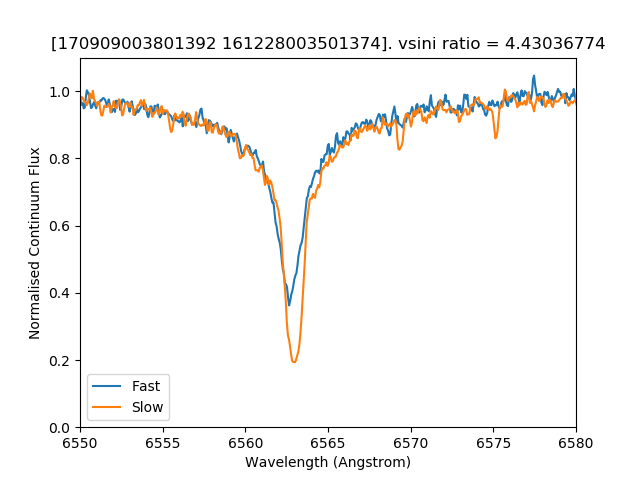 [170909003801392 161228003501374]. vsini ratio = 4.43036774
Normalised Continuum Flux
1.0
0.8
0.6
0.4
0.2
0.0
Fast
Slow
6550 6555 6560 6565 6570 6575 6580
Wavelength (Angstrom)